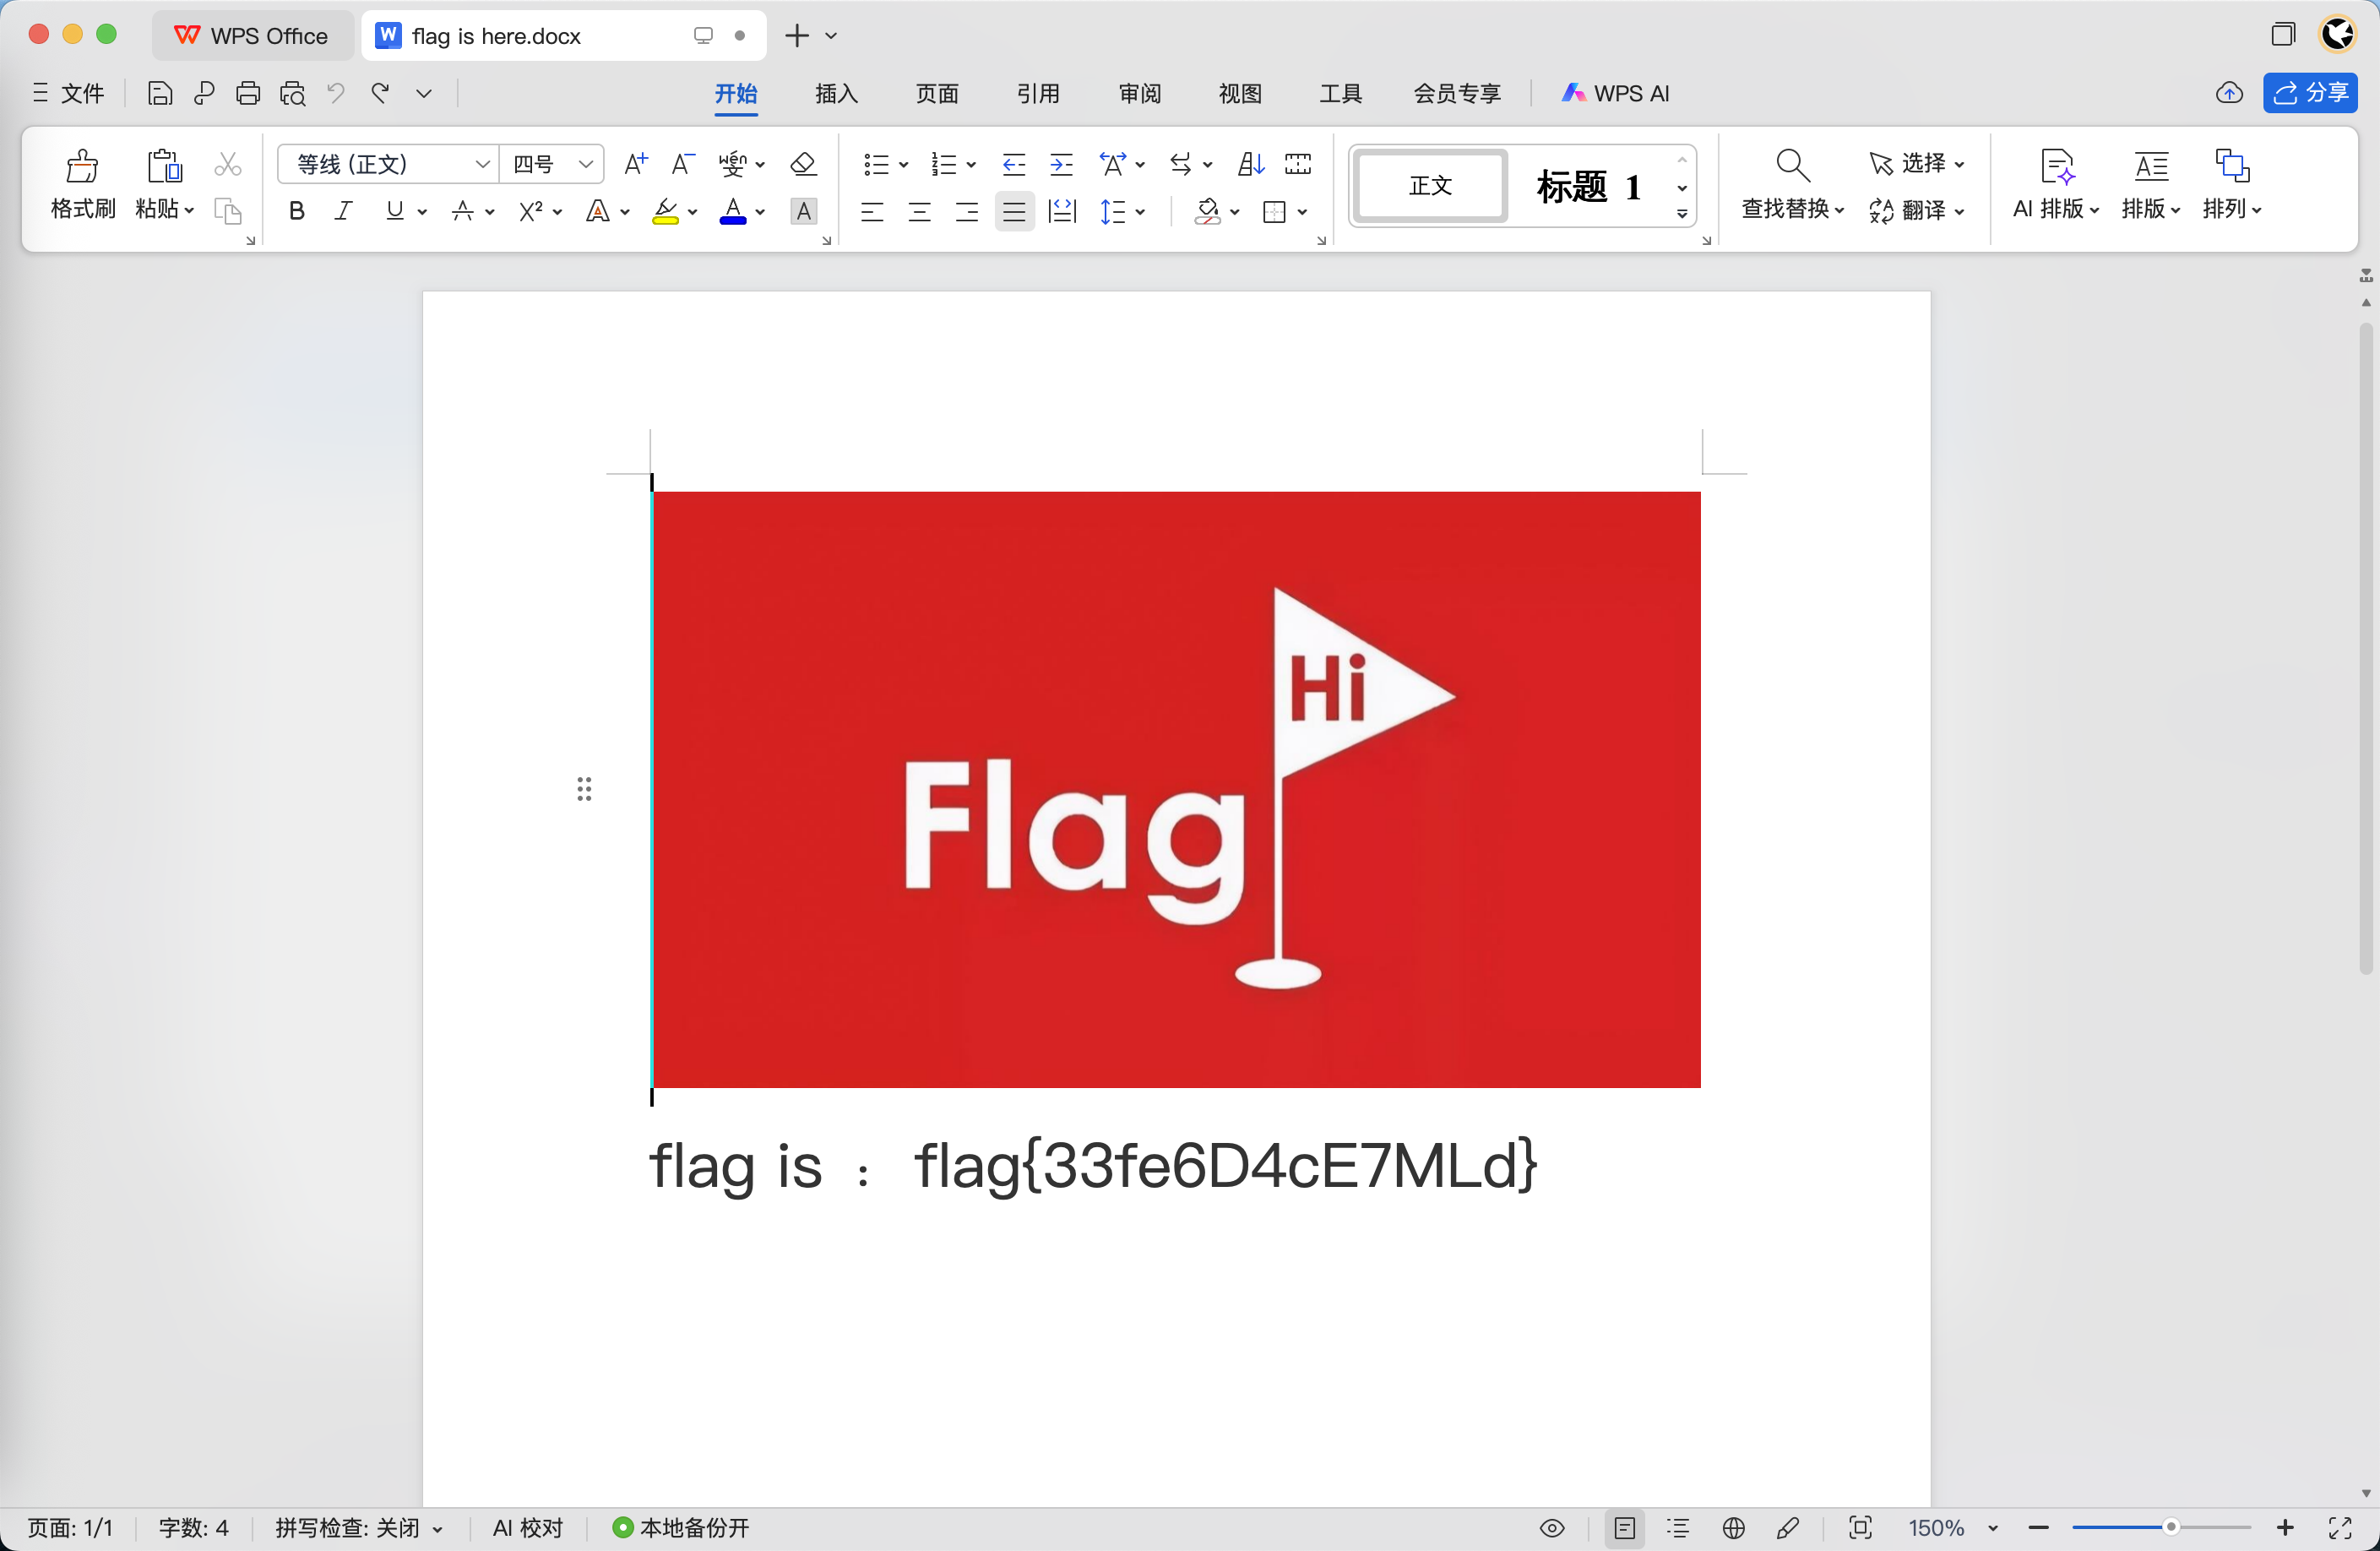 WPS Office
flag is here.docx
文件
开始 插入 页面 引用 审阅 视图 工具 会员专享 WPS AI
分享
格式刷 粘贴
等线 (正文) 四号
正文 标题 1
查找替换 选择 翻译
AI 排版 排版 排列
Hi
Flag
flag is ： flag{33fe6D4cE7MLd}
页面: 1/1 字数: 4 拼写检查: 关闭 AI 校对 本地备份开 150%